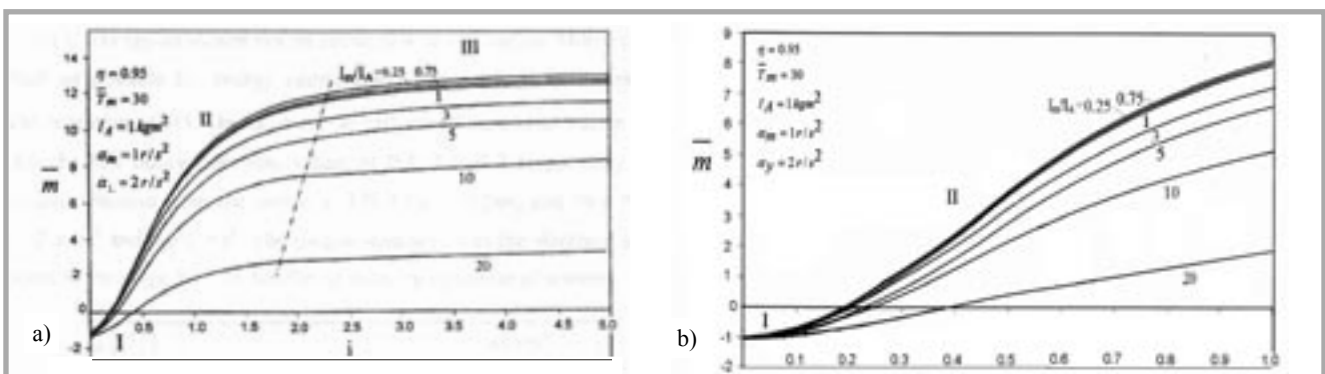 a)
m̄
14
12
10
8
6
4
2
0
-2
η=0.95
T̄m=30
IA=1kgm²
αm=1r/s²
αL=2r/s²
I
II
III
Im/IA=0.25 0.75
1
3
5
10
20
0.5 1.0 1.5 2.0 2.5 3.0 3.5 4.0 4.5 5.0
i
b)
m̄
9
8
7
6
5
4
3
2
1
0
-1
-2
η=0.95
T̄m=30
IA=1kgm²
αm=1r/s²
αy=2r/s²
I
II
Im/IA=0.25 0.75
1
3
5
10
20
0.1 0.2 0.3 0.4 0.5 0.6 0.7 0.8 0.9 1.0